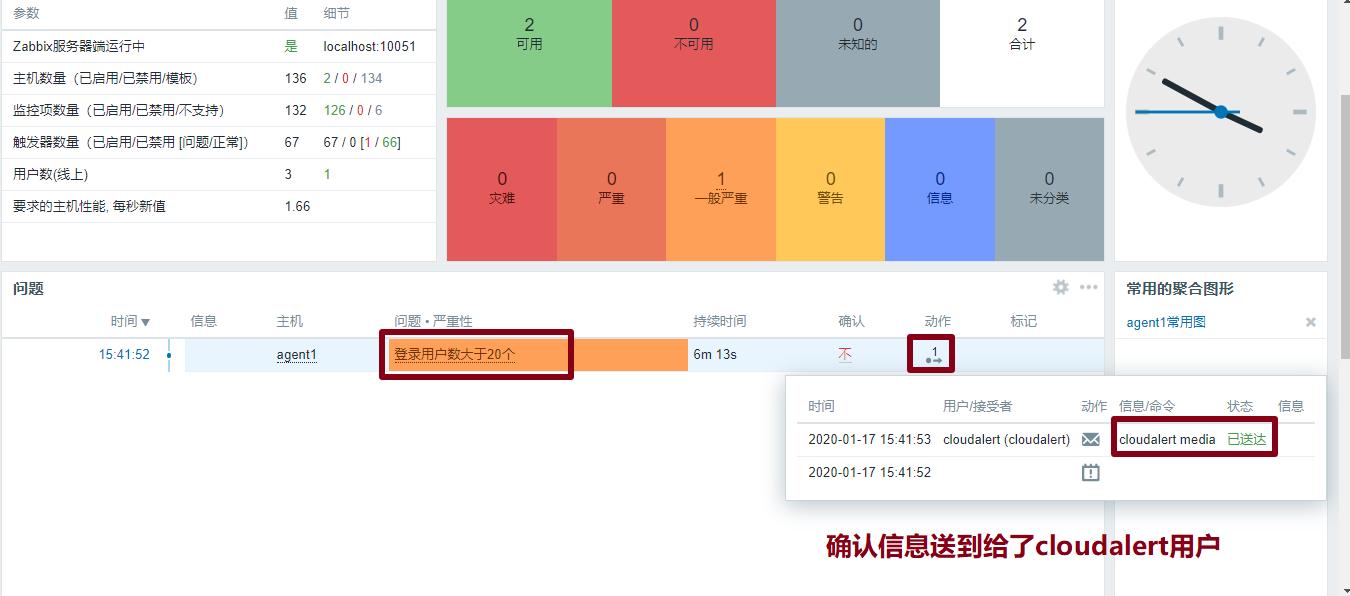 参数 值 细节
Zabbix服务器端运行中 是 localhost:10051
主机数量（已启用/已禁用/模板） 136 2 / 0 / 134
监控项数量（已启用/已禁用/不支持） 132 126 / 0 / 6
触发器数量（已启用/已禁用 [问题/正常]） 67 67 / 0 [1 / 66]
用户数(线上) 3 1
要求的主机性能, 每秒新值 1.66
2 0 0 2
可用 不可用 未知的 合计
0 0 1 0 0 0
灾难 严重 一般严重 警告 信息 未分类
问题
时间 信息 主机 问题 • 严重性 持续时间 确认 动作 标记
15:41:52 agent1 登录用户数大于20个 6m 13s 不 1
常用的聚合图形
agent1常用图
时间 用户/接受者 动作 信息/命令 状态 信息
2020-01-17 15:41:53 cloudalert (cloudalert) cloudalert media 已送达
2020-01-17 15:41:52
确认信息送到给了cloudalert用户